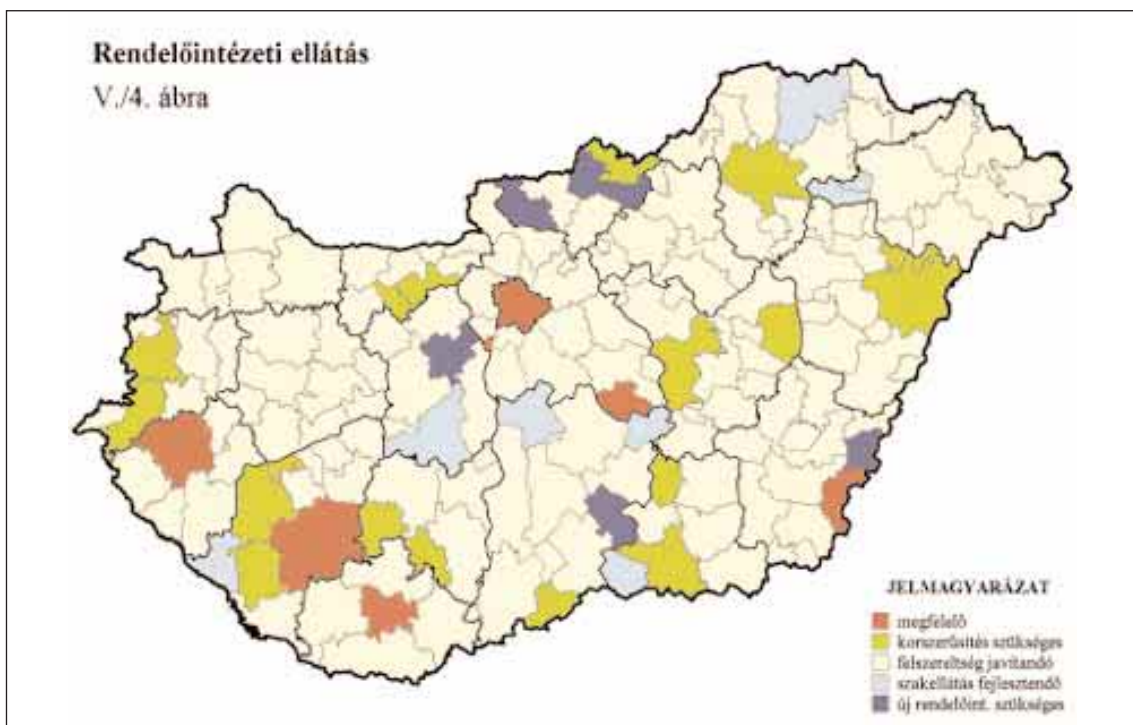 Rendelőintézeti ellátás
V./4. ábra
JELMAGYARÁZAT
megfelelő
korszerűsítés szükséges
felszereltség javítandó
szakellátás fejlesztendő
új rendelőint. szükséges